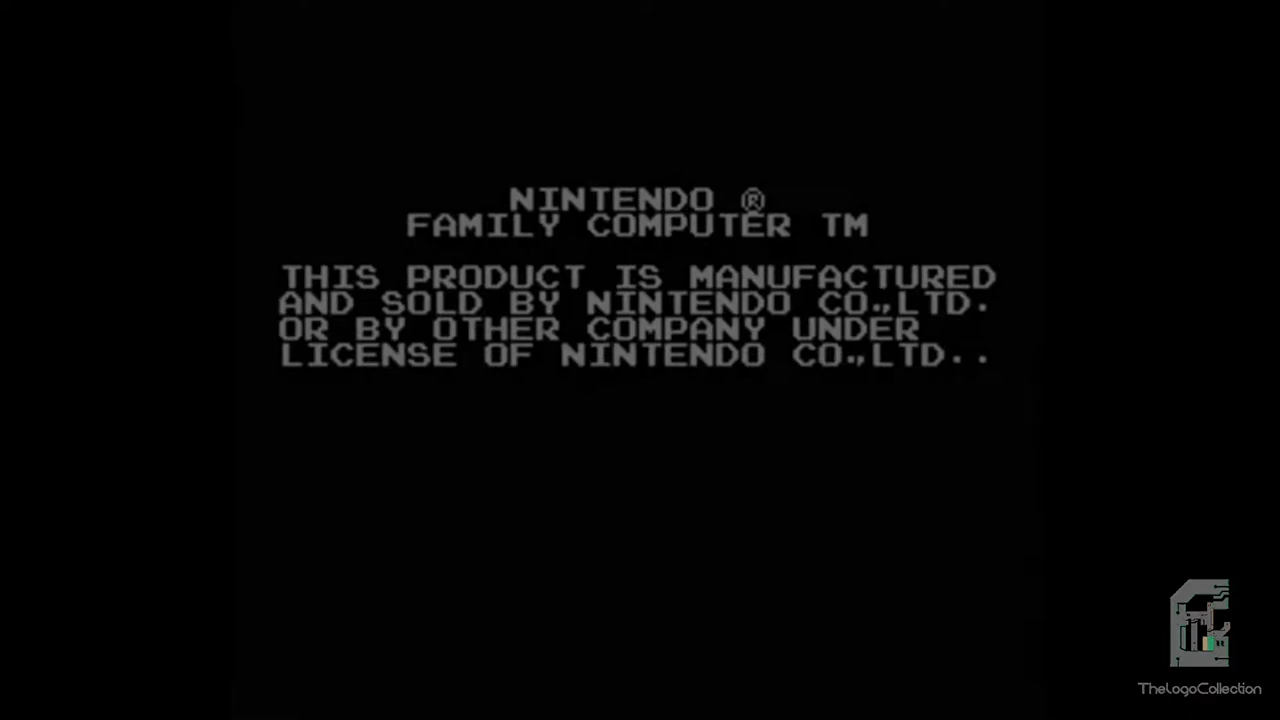 NINTENDO ®
FAMILY COMPUTER TM
THIS PRODUCT IS MANUFACTURED
AND SOLD BY NINTENDO CO.,LTD.
OR BY OTHER COMPANY UNDER
LICENSE OF NINTENDO CO.,LTD..
TheLogoCollection